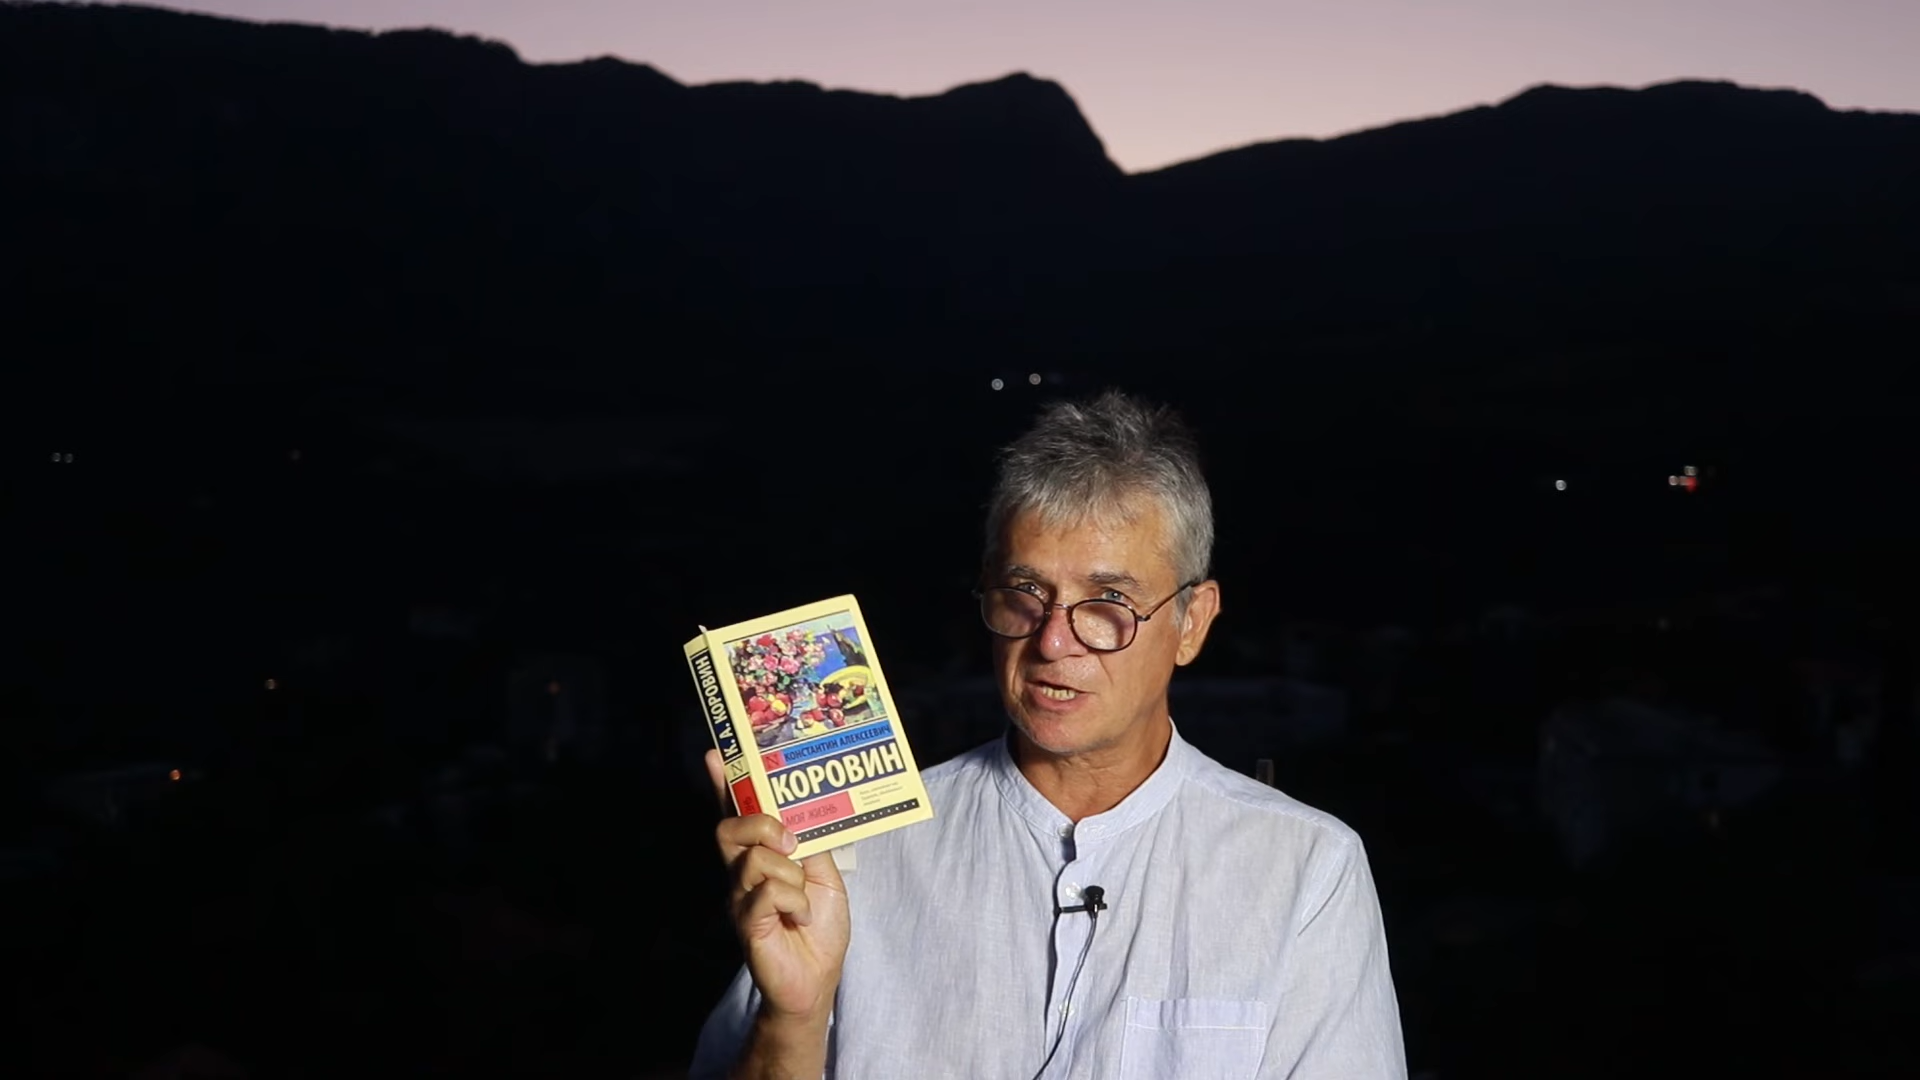 К. А. КОРОВИН
КОНСТАНТИН АЛЕКСЕЕВИЧ
КОРОВИН
МОЯ ЖИЗНЬ